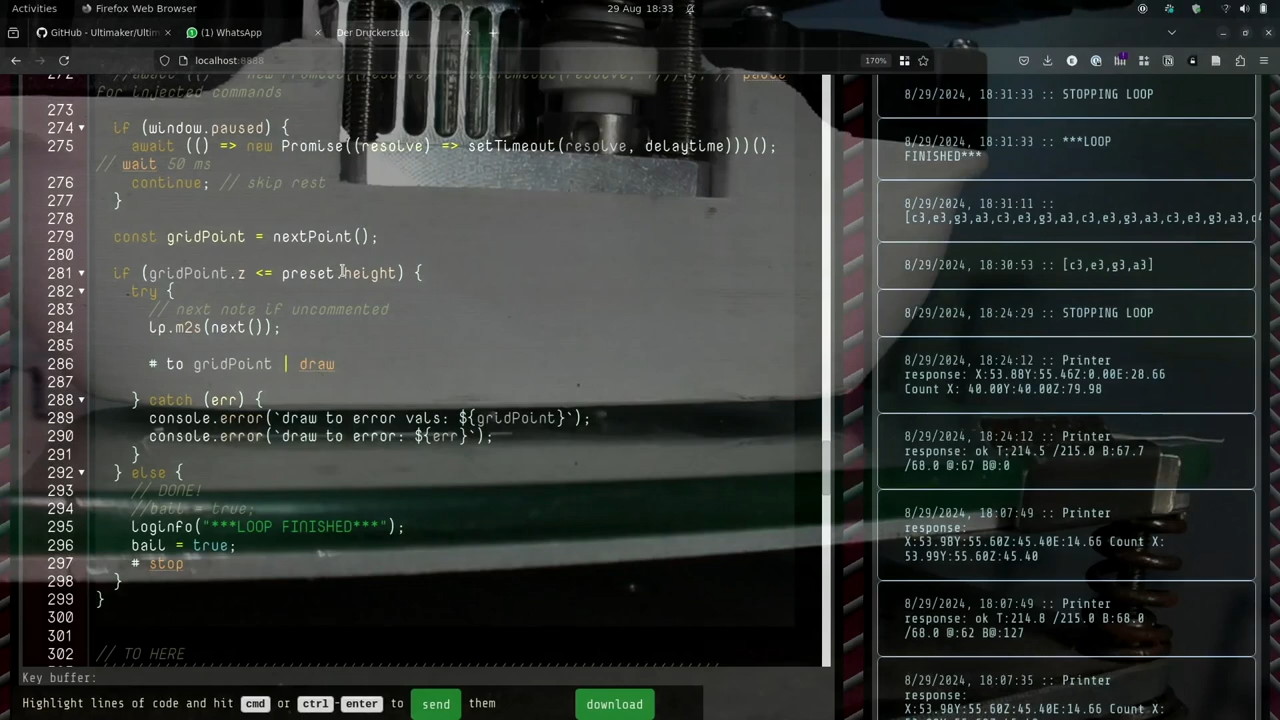 Activities
Firefox Web Browser
29 Aug 18:33
GitHub - Ultimaker/Ultim
(1) WhatsApp
Der Druckerstau
localhost:8888
170%
for injected commands
273
274 if (window.paused) {
275 await (() => new Promise((resolve) => setTimeout(resolve, delaytime)))();
// wait 50 ms
276 continue; // skip rest
277 }
278
279 const gridPoint = nextPoint();
280
281 if (gridPoint.z <= preset.height) {
282 try {
283 // next note if uncommented
284 lp.m2s(next());
285
286 # to gridPoint | draw
287
288 } catch (err) {
289 console.error(`draw to error vals: ${gridPoint}`);
290 console.error(`draw to error: ${err}`);
291 }
292 } else {
293 // DONE!
294 //bail = true;
295 loginfo("***LOOP FINISHED***");
296 bail = true;
297 # stop
298 }
299 }
300
301
302 // TO HERE
Key buffer:
Highlight lines of code and hit cmd or ctrl-enter to send them
download
8/29/2024, 18:31:33 :: STOPPING LOOP
8/29/2024, 18:31:33 :: ***LOOP
FINISHED***
8/29/2024, 18:31:11 ::
[c3,e3,g3,a3,c3,e3,g3,a3,c3,e3,g3,a3,c3,e3,g3,a3,c
8/29/2024, 18:30:53 :: [c3,e3,g3,a3]
8/29/2024, 18:24:29 :: STOPPING LOOP
8/29/2024, 18:24:12 :: Printer
response: X:53.88Y:55.46Z:0.00E:28.66
Count X: 40.00Y:40.00Z:79.98
8/29/2024, 18:24:12 :: Printer
response: ok T:214.5 /215.0 B:67.7
/68.0 @:67 B@:0
8/29/2024, 18:07:49 :: Printer
response:
X:53.98Y:55.60Z:45.40E:14.66 Count X:
53.99Y:55.60Z:45.40
8/29/2024, 18:07:49 :: Printer
response: ok T:214.8 /215.0 B:68.0
/68.0 @:62 B@:127
8/29/2024, 18:07:35 :: Printer
response:
X:53.98Y:55.60Z:45.40E:14.66 Count X: